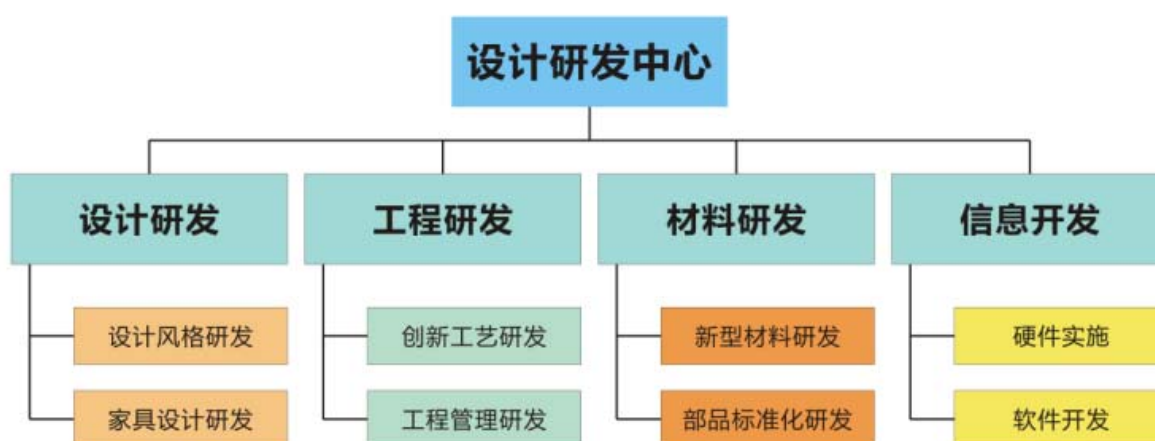 设计研发中心
设计研发
工程研发
材料研发
信息开发
设计风格研发
创新工艺研发
新型材料研发
硬件实施
家具设计研发
工程管理研发
部品标准化研发
软件开发